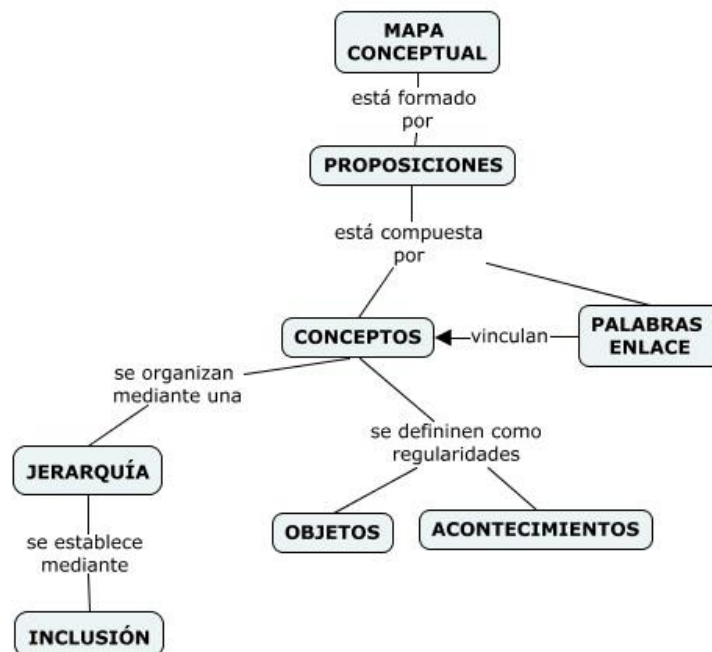 MAPA
CONCEPTUAL
está formado
por
PROPOSICIONES
está compuesta
por
CONCEPTOS
vinculan
PALABRAS
ENLACE
se organizan
mediante una
se defininen como
regularidades
JERARQUÍA
OBJETOS
ACONTECIMIENTOS
se establece
mediante
INCLUSIÓN